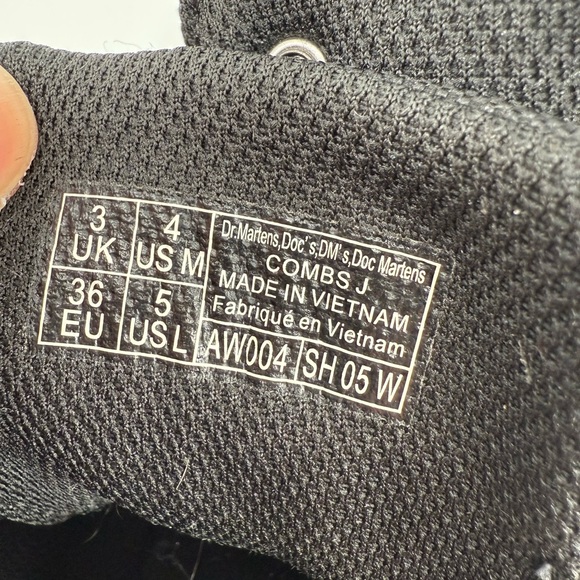 3
UK
4
US M
36
EU
5
US L
Dr.Martens,Doc's,DM's,Doc Martens
COMBS J
MADE IN VIETNAM
Fabriqué en Vietnam
AW004
SH 05 W